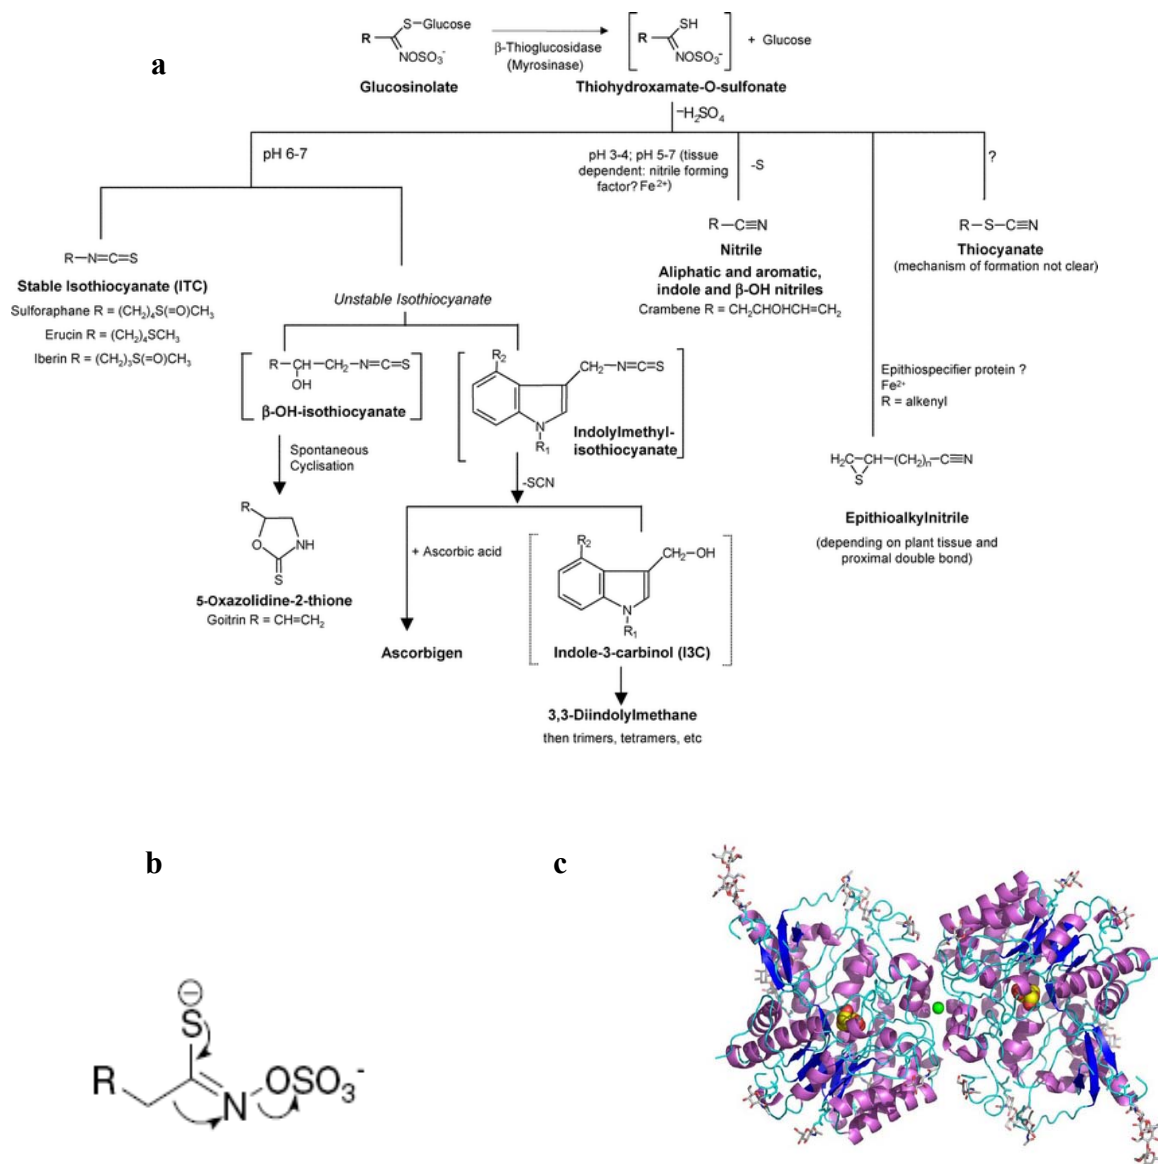 a
S–Glucose
R
NOSO₃⁻
Glucosinolate
β-Thioglucosidase
(Myrosinase)
SH
R
NOSO₃⁻
+ Glucose
Thiohydroxamate-O-sulfonate
–H₂SO₄
pH 6-7
pH 3-4; pH 5-7 (tissue
dependent: nitrile forming
factor? Fe²⁺)
-S
?
R–N=C=S
Stable Isothiocyanate (ITC)
Sulforaphane R = (CH₂)₄S(=O)CH₃
Erucin R = (CH₂)₄SCH₃
Iberin R = (CH₂)₃S(=O)CH₃
Unstable Isothiocyanate
R–C≡N
Nitrile
Aliphatic and aromatic,
indole and β-OH nitriles
Crambene R = CH₂CHOHCH=CH₂
R–S–C≡N
Thiocyanate
(mechanism of formation not clear)
R–CH–CH₂–N=C=S
OH
β-OH-isothiocyanate
R₂
CH₂–N=C=S
N
R₁
Indolylmethyl-
isothiocyanate
Epithiospecifier protein ?
Fe²⁺
R = alkenyl
Spontaneous
Cyclisation
-SCN
H₂C–CH–(CH₂)ₙ–C≡N
S
Epithioalkylnitrile
(depending on plant tissue and
proximal double bond)
R
O
NH
S
5-Oxazolidine-2-thione
Goitrin R = CH=CH₂
+ Ascorbic acid
Ascorbigen
R₂
CH₂–OH
N
R₁
Indole-3-carbinol (I3C)
3,3-Diindolylmethane
then trimers, tetramers, etc
b
⊖
S
R
N
OSO₃⁻
c